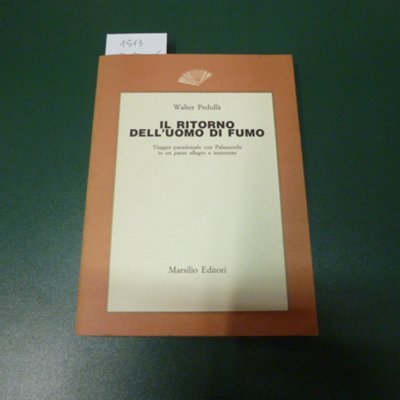 1513
Walter Pedullà
IL RITORNO
DELL'UOMO DI FUMO
Viaggio paradossale con Palazzeschi
in un paese allegro e innocente
Marsilio Editori